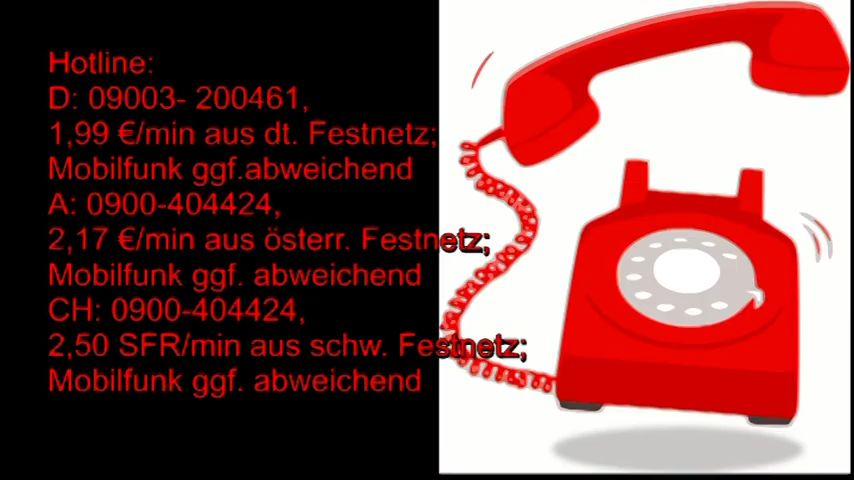 Hotline:
D: 09003- 200461,
1,99 €/min aus dt. Festnetz;
Mobilfunk ggf.abweichend
A: 0900-404424,
2,17 €/min aus österr. Festnetz;
Mobilfunk ggf. abweichend
CH: 0900-404424,
2,50 SFR/min aus schw. Festnetz;
Mobilfunk ggf. abweichend